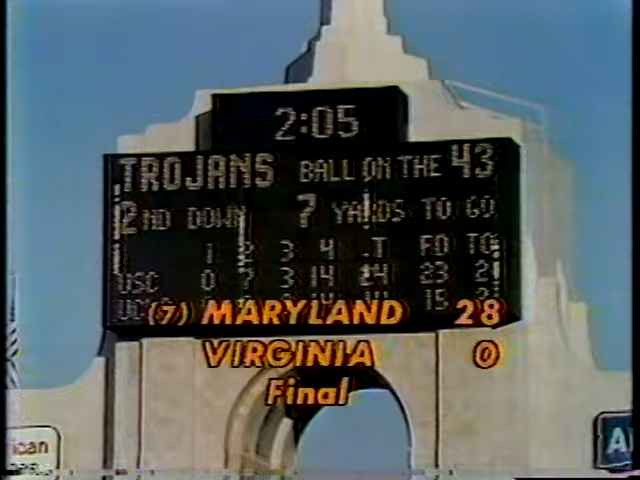 2:05
TROJANS BALL ON THE 43
2ND DOWN 7 YARDS TO GO
1 2 3 4 T FD TO
USC 0 7 3 14 24 23 2
(7) MARYLAND 28
VIRGINIA 0
Final
ican